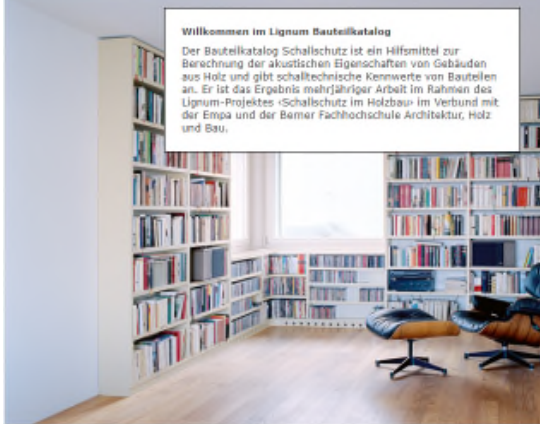 Willkommen im Lignum Bauteilkatalog
Der Bauteilkatalog Schallschutz ist ein Hilfsmittel zur
Berechnung der akustischen Eigenschaften von Gebäuden
aus Holz und gibt schalltechnische Kennwerte von Bauteilen
an. Er ist das Ergebnis mehrjähriger Arbeit im Rahmen des
Lignum-Projektes ‹Schallschutz im Holzbau› im Verbund mit
der Empa und der Berner Fachhochschule Architektur, Holz
und Bau.